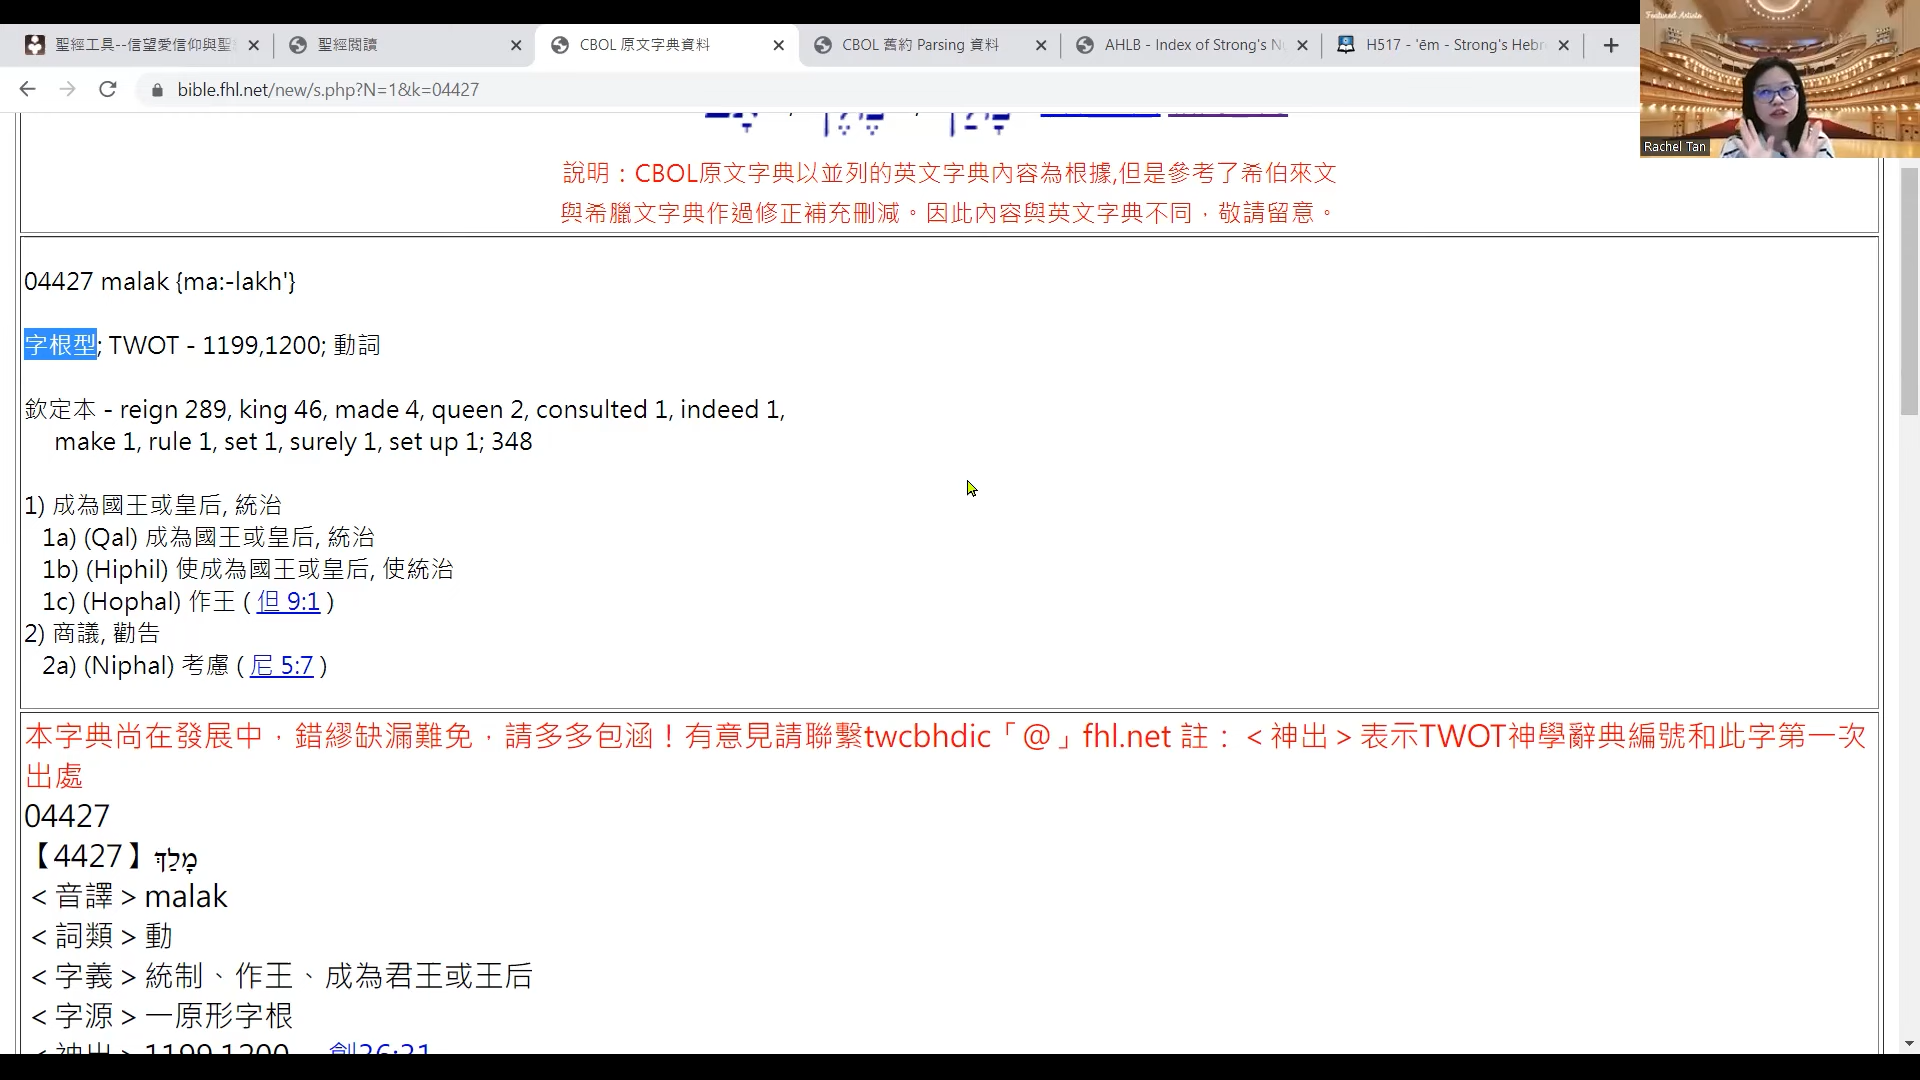 聖經工具--信望愛信仰與聖
聖經閱讀
CBOL 原文字典資料
CBOL 舊約 Parsing 資料
AHLB - Index of Strong's Nu
H517 - 'ēm - Strong's Hebr
bible.fhl.net/new/s.php?N=1&k=04427
Featured Artists
Rachel Tan
說明：CBOL原文字典以並列的英文字典內容為根據,但是參考了希伯來文
與希臘文字典作過修正補充刪減。因此內容與英文字典不同，敬請留意。
04427 malak {ma:-lakh'}
字根型; TWOT - 1199,1200; 動詞
欽定本 - reign 289, king 46, made 4, queen 2, consulted 1, indeed 1,
make 1, rule 1, set 1, surely 1, set up 1; 348
1) 成為國王或皇后, 統治
1a) (Qal) 成為國王或皇后, 統治
1b) (Hiphil) 使成為國王或皇后, 使統治
1c) (Hophal) 作王 ( 但 9:1 )
2) 商議, 勸告
2a) (Niphal) 考慮 ( 尼 5:7 )
本字典尚在發展中，錯繆缺漏難免，請多多包涵！有意見請聯繫twcbhdic「@」fhl.net 註：＜神出＞表示TWOT神學辭典編號和此字第一次
出處
04427
【4427】מָלַךְ
＜音譯＞malak
＜詞類＞動
＜字義＞統制、作王、成為君王或王后
＜字源＞一原形字根
＜神出＞1199,1200 創36:31